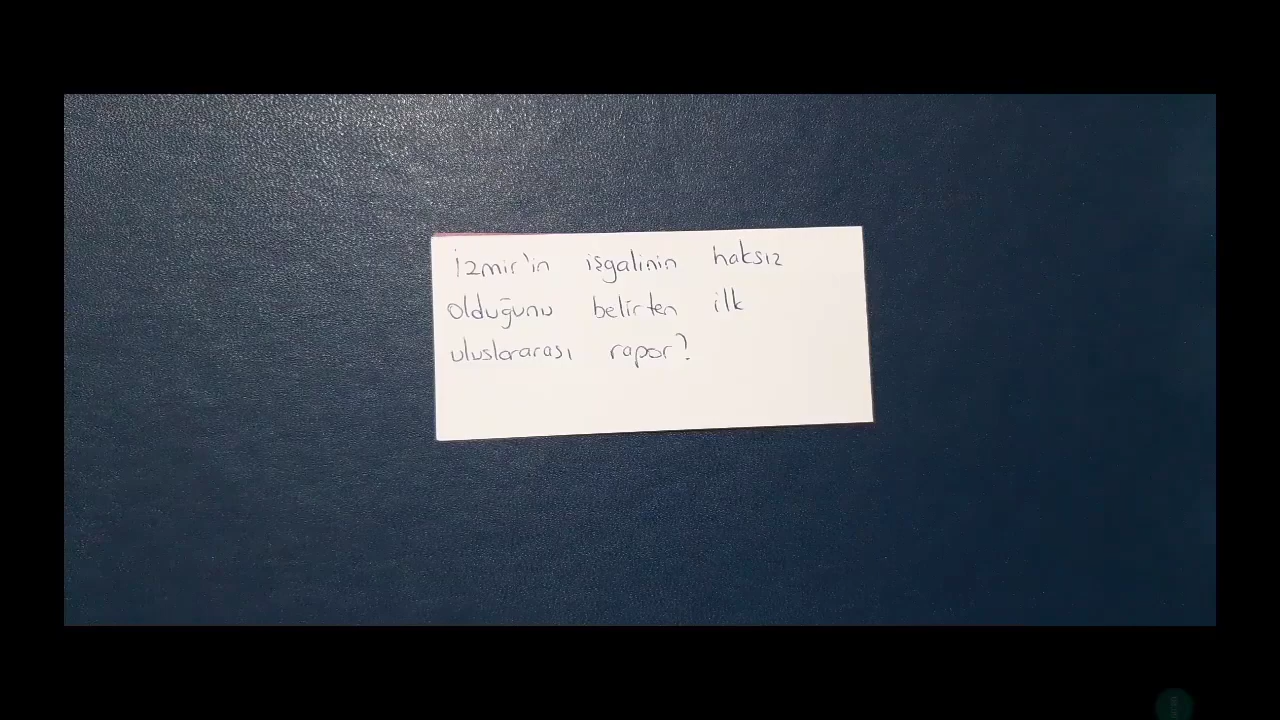 İzmir'in işgalinin haksız
olduğunu belirten ilk
uluslararası rapor?